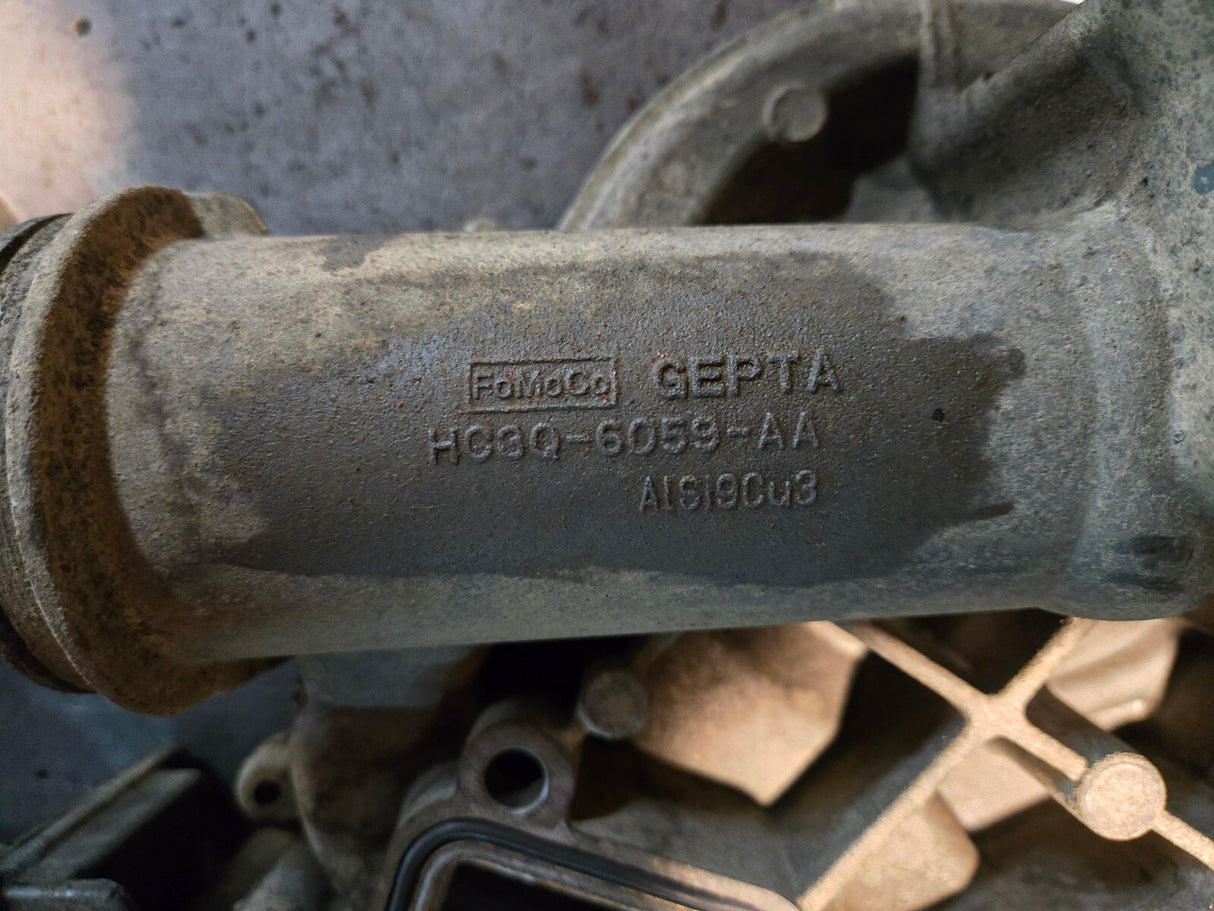 FoMoCo GEPTA
HC3Q-6059-AA
AlSi9Cu3